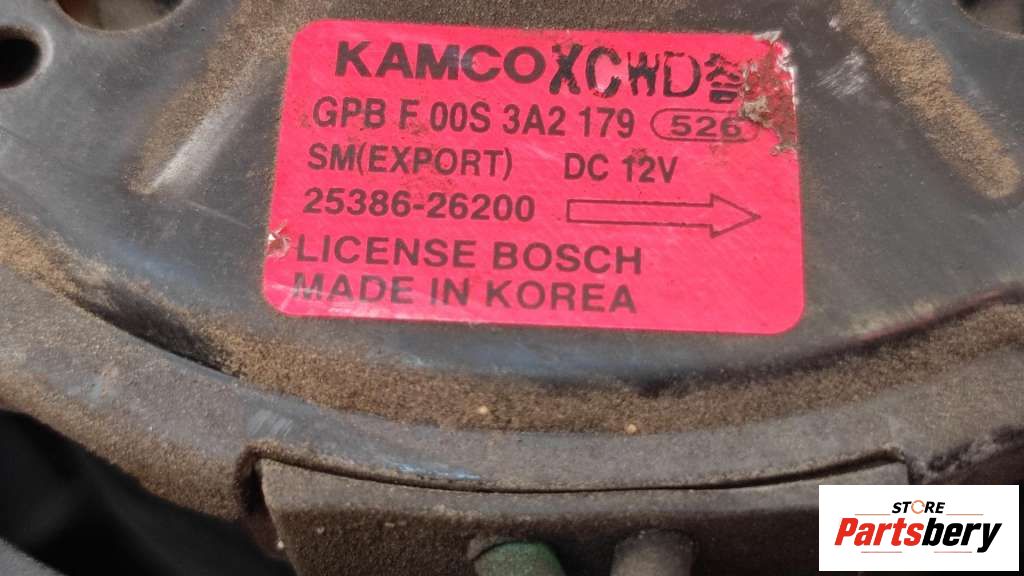 KAMCO XCWD
GPB F 00S 3A2 179 526
SM(EXPORT) DC 12V
25386-26200
LICENSE BOSCH
MADE IN KOREA
STORE
Partsbery